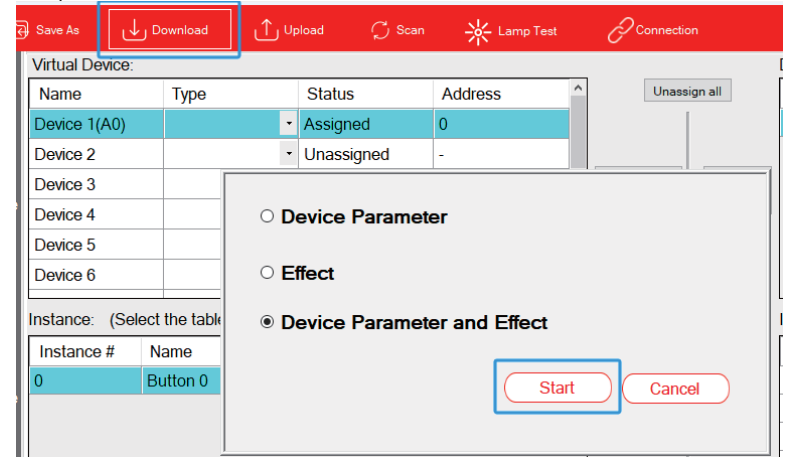 Save As Download Upload Scan Lamp Test Connection
Virtual Device:
Unassign all
Name Type Status Address
Device 1(A0) Assigned 0
Device 2 Unassigned -
Device 3
Device 4
Device 5
Device 6
Device Parameter
Effect
Device Parameter and Effect
Start Cancel
Instance: (Select the table
Instance # Name
0 Button 0